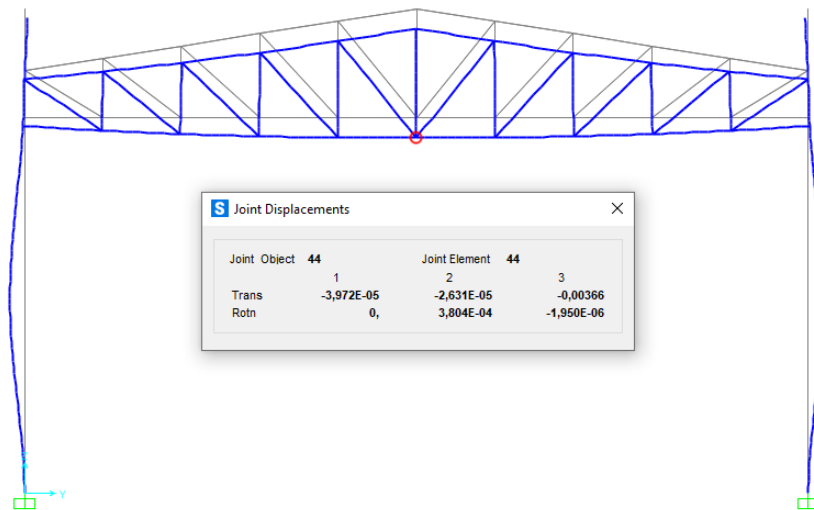 S Joint Displacements
Joint Object 44 Joint Element 44
1 2 3
Trans -3,972E-05 -2,631E-05 -0,00366
Rotn 0, 3,804E-04 -1,950E-06
Y